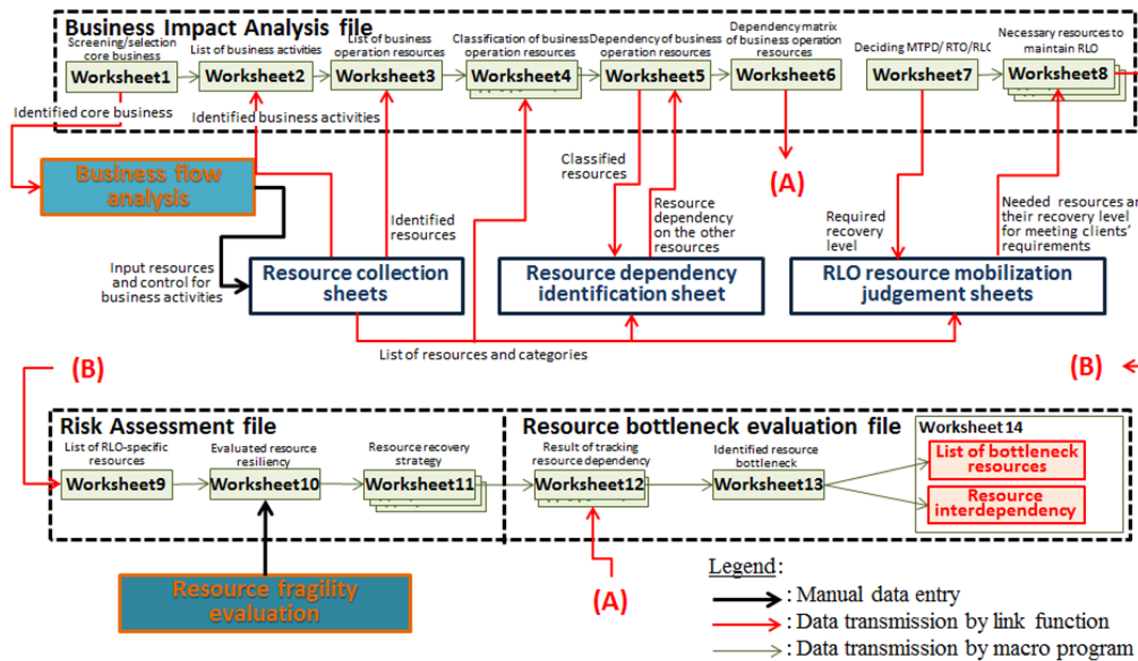 Business Impact Analysis file
Screening/selection
core business
List of business activities
List of business
operation resources
Classification of business
operation resources
Dependency of business
operation resources
Dependency matrix
of business operation
resources
Deciding MTPD/ RTO/RLO
Necessary resources to
maintain RLO
Worksheet1
Worksheet2
Worksheet3
Worksheet4
Worksheet5
Worksheet6
Worksheet7
Worksheet8
Identified core business
Identified business activities
Business flow
analysis
Classified
resources
(A)
Identified
resources
Resource
dependency
on the other
resources
Required
recovery
level
Needed resources an
their recovery level
for meeting clients'
requirements
Input resources
and control for
business activities
Resource collection
sheets
Resource dependency
identification sheet
RLO resource mobilization
judgement sheets
List of resources and categories
(B)
(B)
Risk Assessment file
Resource bottleneck evaluation file
Worksheet 14
List of RLO-specific
resources
Evaluated resource
resiliency
Resource recovery
strategy
Result of tracking
resource dependency
Identified resource
bottleneck
List of bottleneck
resources
Worksheet9
Worksheet10
Worksheet11
Worksheet12
Worksheet13
Resource
interdependency
Resource fragility
evaluation
(A)
Legend:
: Manual data entry
: Data transmission by link function
: Data transmission by macro program